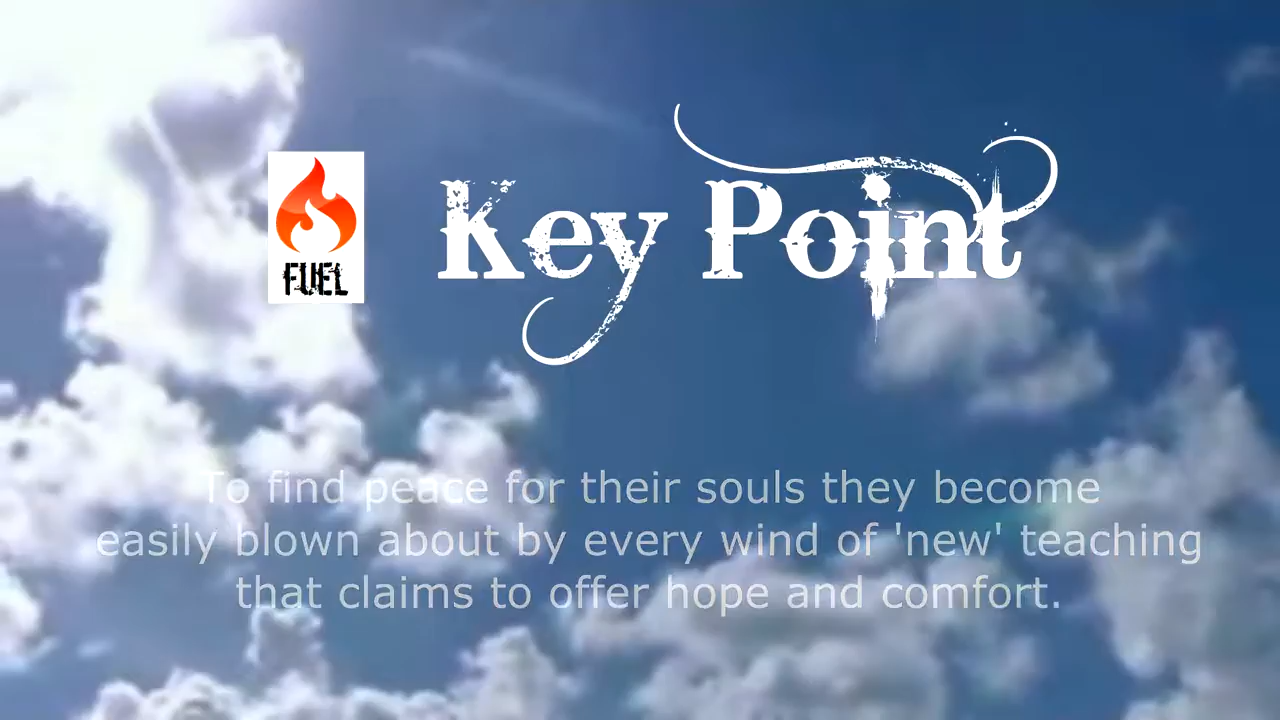 FUEL
Key Point
To find peace for their souls they become
easily blown about by every wind of 'new' teaching
that claims to offer hope and comfort.